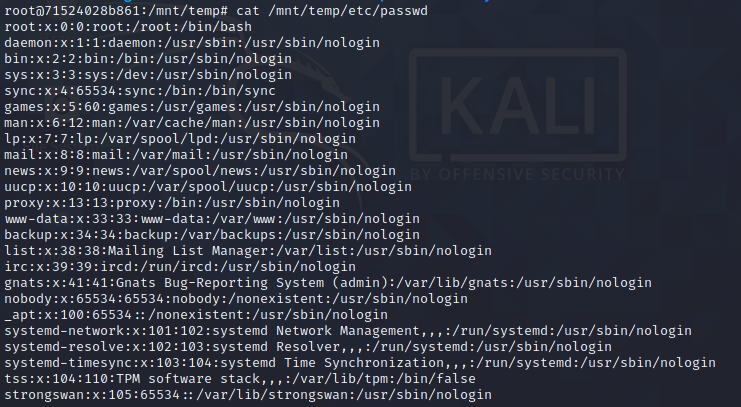 root@71524028b861:/mnt/temp# cat /mnt/temp/etc/passwd
root:x:0:0:root:/root:/bin/bash
daemon:x:1:1:daemon:/usr/sbin:/usr/sbin/nologin
bin:x:2:2:bin:/bin:/usr/sbin/nologin
sys:x:3:3:sys:/dev:/usr/sbin/nologin
sync:x:4:65534:sync:/bin:/bin/sync
games:x:5:60:games:/usr/games:/usr/sbin/nologin
man:x:6:12:man:/var/cache/man:/usr/sbin/nologin
lp:x:7:7:lp:/var/spool/lpd:/usr/sbin/nologin
mail:x:8:8:mail:/var/mail:/usr/sbin/nologin
news:x:9:9:news:/var/spool/news:/usr/sbin/nologin
uucp:x:10:10:uucp:/var/spool/uucp:/usr/sbin/nologin
proxy:x:13:13:proxy:/bin:/usr/sbin/nologin
www-data:x:33:33:www-data:/var/www:/usr/sbin/nologin
backup:x:34:34:backup:/var/backups:/usr/sbin/nologin
list:x:38:38:Mailing List Manager:/var/list:/usr/sbin/nologin
irc:x:39:39:ircd:/run/ircd:/usr/sbin/nologin
gnats:x:41:41:Gnats Bug-Reporting System (admin):/var/lib/gnats:/usr/sbin/nologin
nobody:x:65534:65534:nobody:/nonexistent:/usr/sbin/nologin
_apt:x:100:65534::/nonexistent:/usr/sbin/nologin
systemd-network:x:101:102:systemd Network Management,,,:/run/systemd:/usr/sbin/nologin
systemd-resolve:x:102:103:systemd Resolver,,,:/run/systemd:/usr/sbin/nologin
systemd-timesync:x:103:104:systemd Time Synchronization,,,:/run/systemd:/usr/sbin/nologin
tss:x:104:110:TPM software stack,,,:/var/lib/tpm:/bin/false
strongswan:x:105:65534::/var/lib/strongswan:/usr/sbin/nologin
KALI
BY OFFENSIVE SECURITY